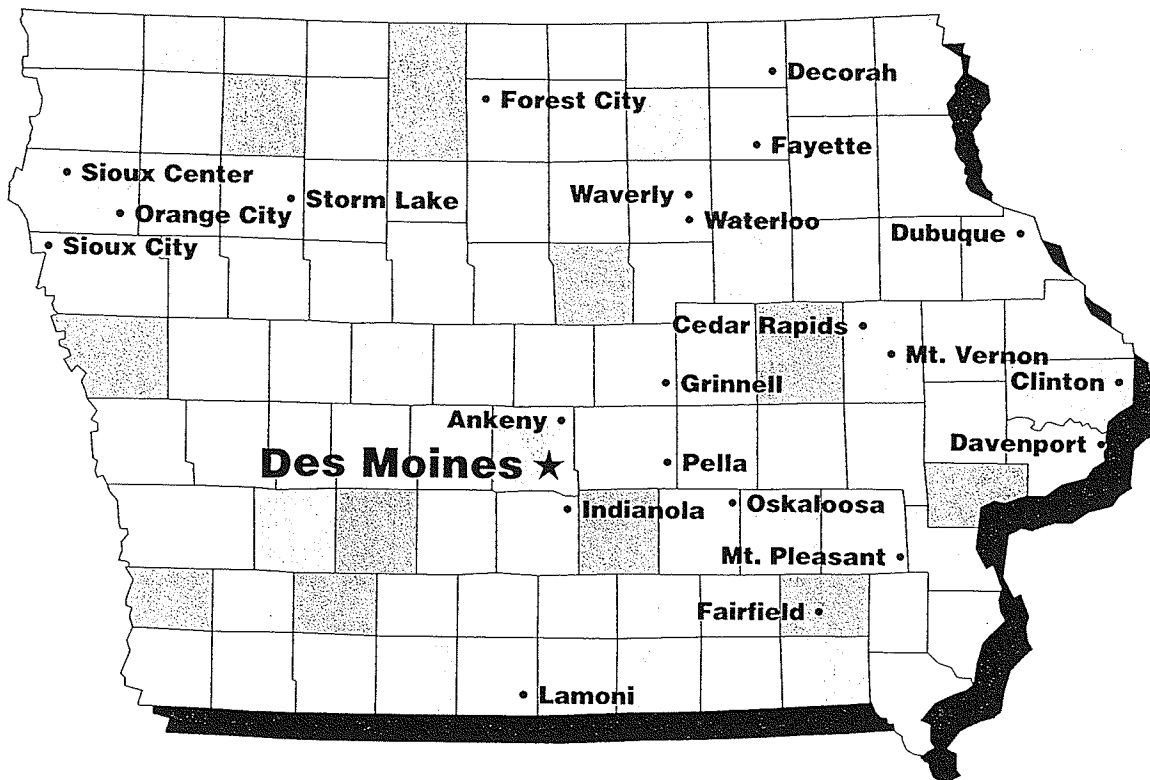 Decorah
Forest City
Fayette
Sioux Center
Storm Lake
Waverly
Orange City
Waterloo
Dubuque
Sioux City
Cedar Rapids
Mt. Vernon
Grinnell
Clinton
Ankeny
Davenport
Des Moines
Pella
Oskaloosa
Indianola
Mt. Pleasant
Fairfield
Lamoni